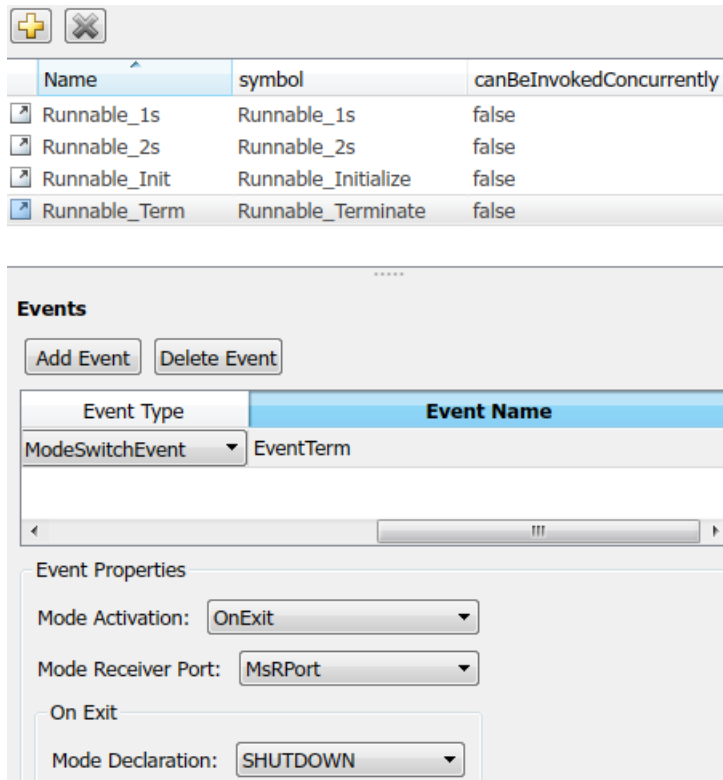 Name symbol canBeInvokedConcurrently
Runnable_1s Runnable_1s false
Runnable_2s Runnable_2s false
Runnable_Init Runnable_Initialize false
Runnable_Term Runnable_Terminate false
Events
Add Event Delete Event
Event Type Event Name
ModeSwitchEvent EventTerm
Event Properties
Mode Activation: OnExit
Mode Receiver Port: MsRPort
On Exit
Mode Declaration: SHUTDOWN